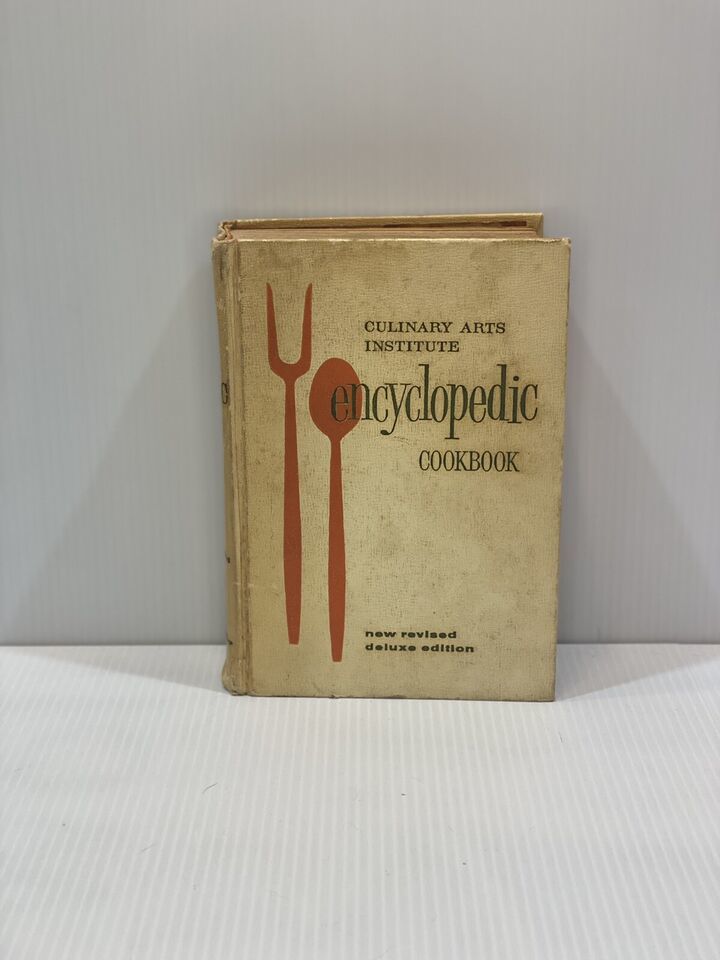 CULINARY ARTS
INSTITUTE
encyclopedic
COOKBOOK
new revised
deluxe edition